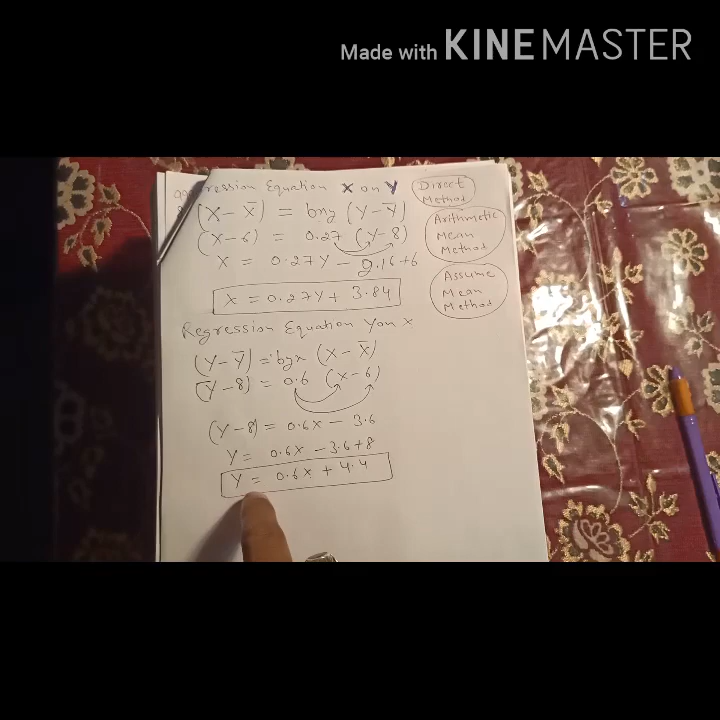 Made with KINEMASTER
Regression Equation X on Y
(X - X̄) = bxy (Y - Ȳ)
(X - 6) = 0.27 (Y - 8)
X = 0.27Y - 2.16 + 6
X = 0.27Y + 3.84
Direct
Method
Arithmetic
Mean
Method
Assume
Mean
Method
Regression Equation Y on X
(Y - Ȳ) = byx (X - X̄)
(Y - 8) = 0.6 (X - 6)
(Y - 8) = 0.6X - 3.6
Y = 0.6X - 3.6 + 8
Y = 0.6X + 4.4